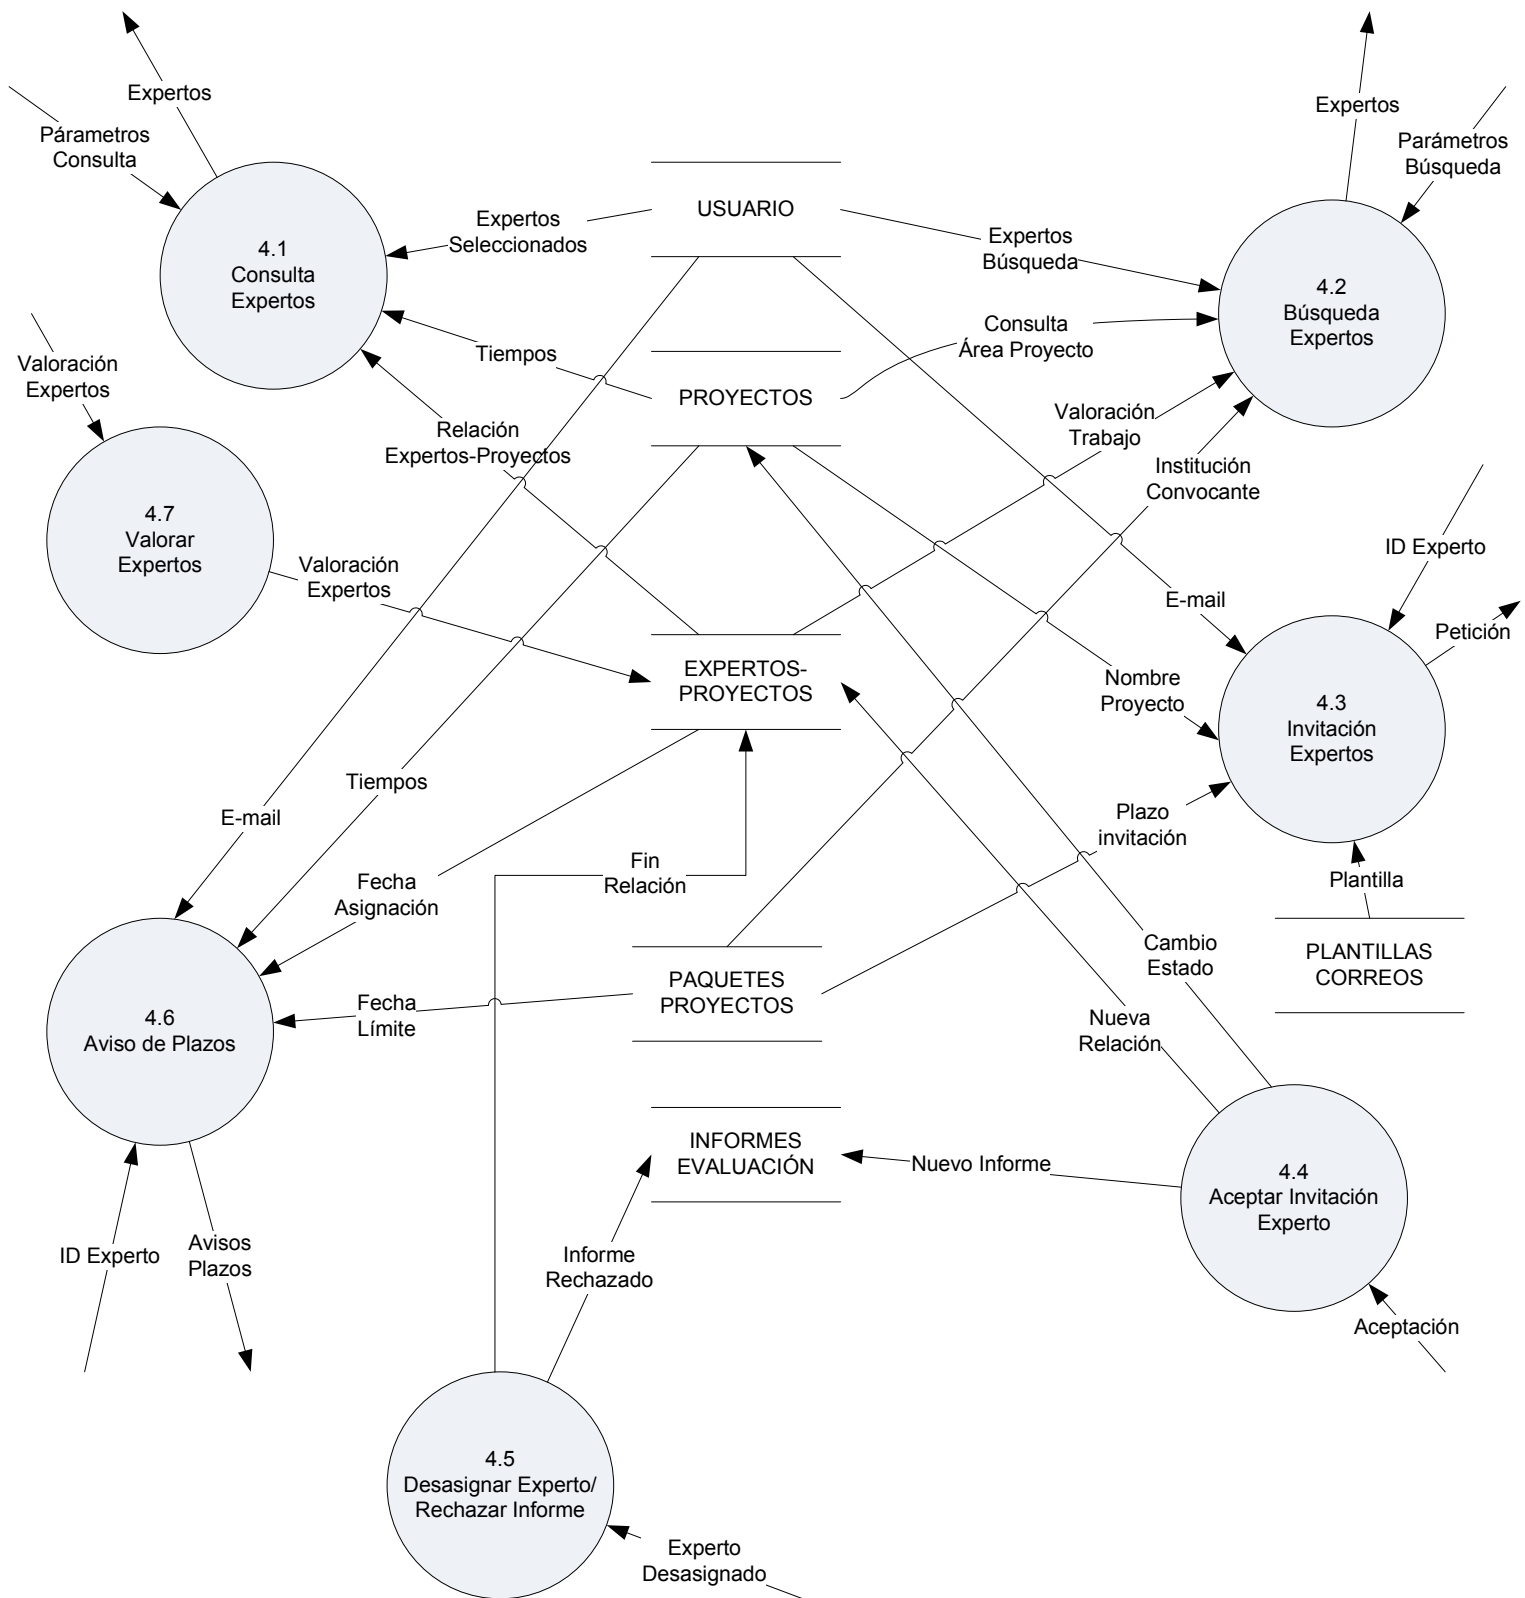 Expertos
Expertos
Párametros
Consulta
Parámetros
Búsqueda
USUARIO
Expertos
Seleccionados
Expertos
Búsqueda
4.1
Consulta
Expertos
4.2
Búsqueda
Expertos
Consulta
Área Proyecto
Tiempos
Valoración
Expertos
PROYECTOS
Relación
Expertos-Proyectos
Valoración
Trabajo
Institución
Convocante
4.7
Valorar
Expertos
ID Experto
Valoración
Expertos
E-mail
Petición
EXPERTOS-
PROYECTOS
Nombre
Proyecto
4.3
Invitación
Expertos
Tiempos
E-mail
Plazo
invitación
Fin
Relación
Fecha
Asignación
Plantilla
Cambio
Estado
PLANTILLAS
CORREOS
PAQUETES
PROYECTOS
Fecha
Límite
4.6
Aviso de Plazos
Nueva
Relación
INFORMES
EVALUACIÓN
Nuevo Informe
4.4
Aceptar Invitación
Experto
ID Experto
Avisos
Plazos
Informe
Rechazado
Aceptación
4.5
Desasignar Experto/
Rechazar Informe
Experto
Desasignado